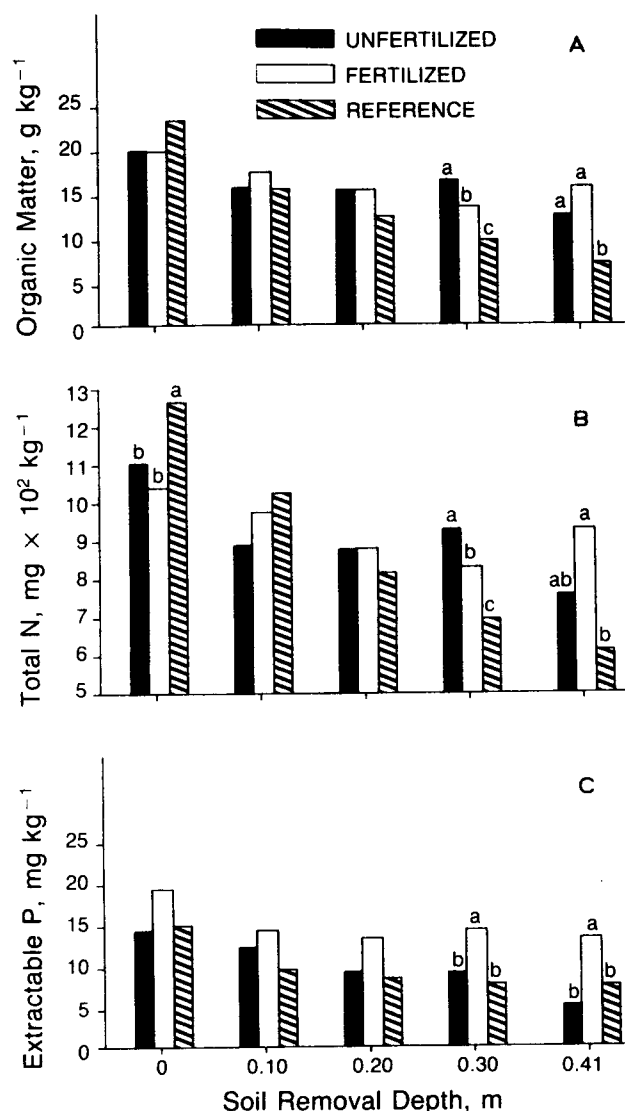 A
UNFERTILIZED
FERTILIZED
REFERENCE
Organic Matter, g kg⁻¹
25
20
15
10
5
0
a
b
c
a
a
b
B
Total N, mg × 10² kg⁻¹
13
12
11
10
9
8
7
6
5
b
b
a
a
b
c
ab
a
b
C
Extractable P, mg kg⁻¹
25
20
15
10
5
0
b
a
b
b
a
b
0 0.10 0.20 0.30 0.41
Soil Removal Depth, m